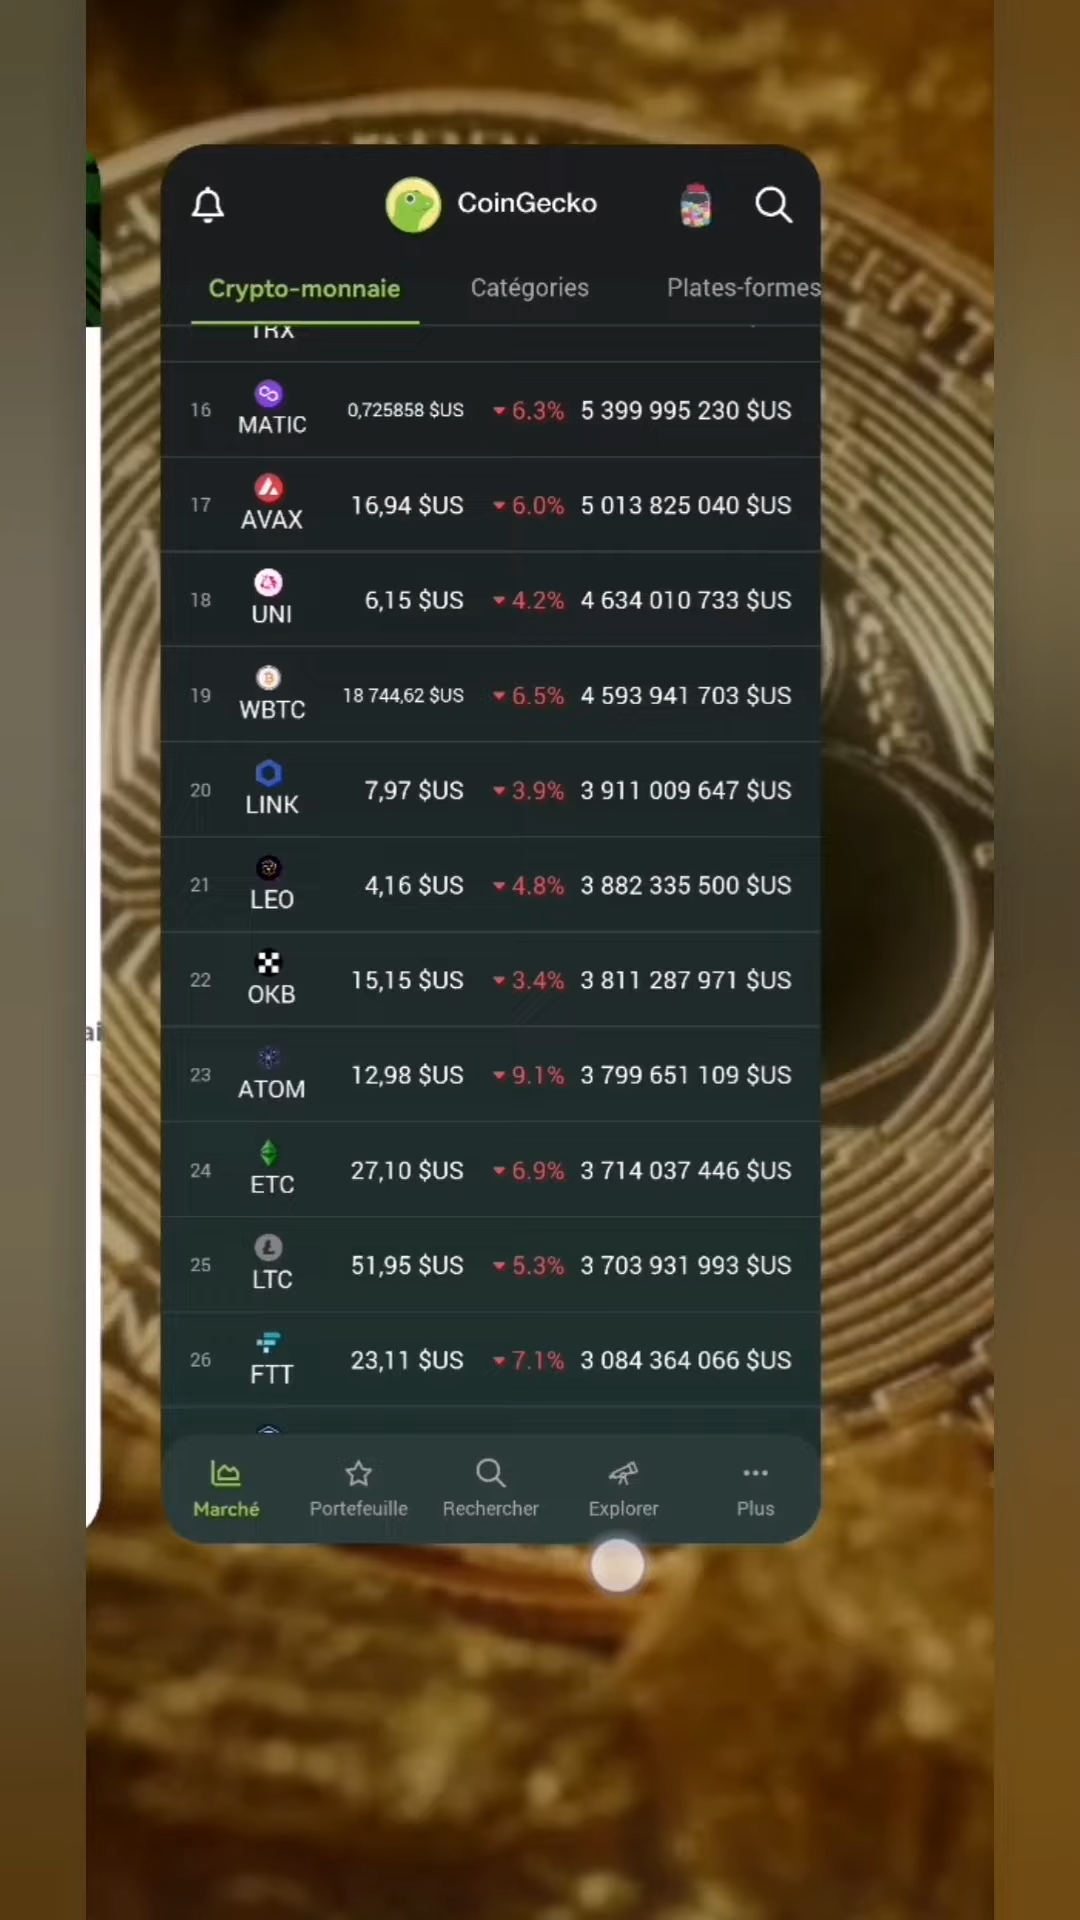 CoinGecko
Crypto-monnaie Catégories Plates-formes
TRX
16 MATIC 0,725858 $US 6.3% 5 399 995 230 $US
17 AVAX 16,94 $US 6.0% 5 013 825 040 $US
18 UNI 6,15 $US 4.2% 4 634 010 733 $US
19 WBTC 18 744,62 $US 6.5% 4 593 941 703 $US
20 LINK 7,97 $US 3.9% 3 911 009 647 $US
21 LEO 4,16 $US 4.8% 3 882 335 500 $US
22 OKB 15,15 $US 3.4% 3 811 287 971 $US
23 ATOM 12,98 $US 9.1% 3 799 651 109 $US
24 ETC 27,10 $US 6.9% 3 714 037 446 $US
25 LTC 51,95 $US 5.3% 3 703 931 993 $US
26 FTT 23,11 $US 7.1% 3 084 364 066 $US
Marché Portefeuille Rechercher Explorer Plus